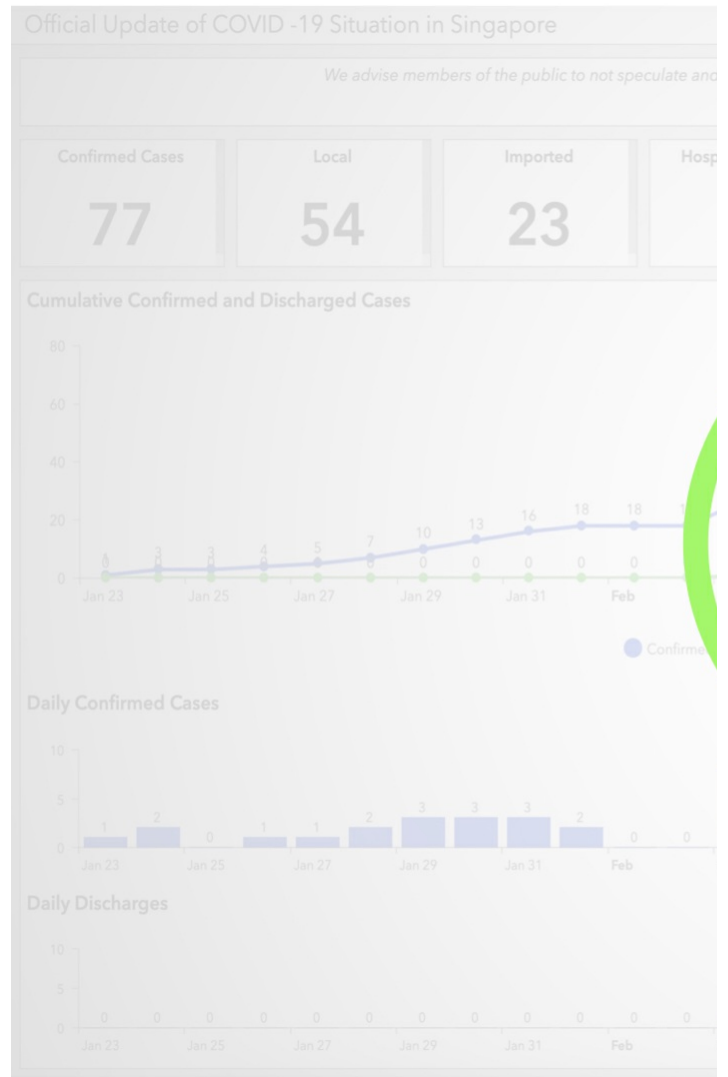 Official Update of COVID -19 Situation in Singapore
We advise members of the public to not speculate and
Confirmed Cases
77
Local
54
Imported
23
Hosp
Cumulative Confirmed and Discharged Cases
80
60
40
20
0
1 3 3 4 5 7 10 13 16 18 18
0 0 0 0 0 0
Jan 23 Jan 25 Jan 27 Jan 29 Jan 31 Feb
Confirme
Daily Confirmed Cases
10
5
0
1 2 0 1 1 2 3 3 3 2 0 0
Jan 23 Jan 25 Jan 27 Jan 29 Jan 31 Feb
Daily Discharges
10
5
0
0 0 0 0 0 0 0 0 0 0 0 0
Jan 23 Jan 25 Jan 27 Jan 29 Jan 31 Feb